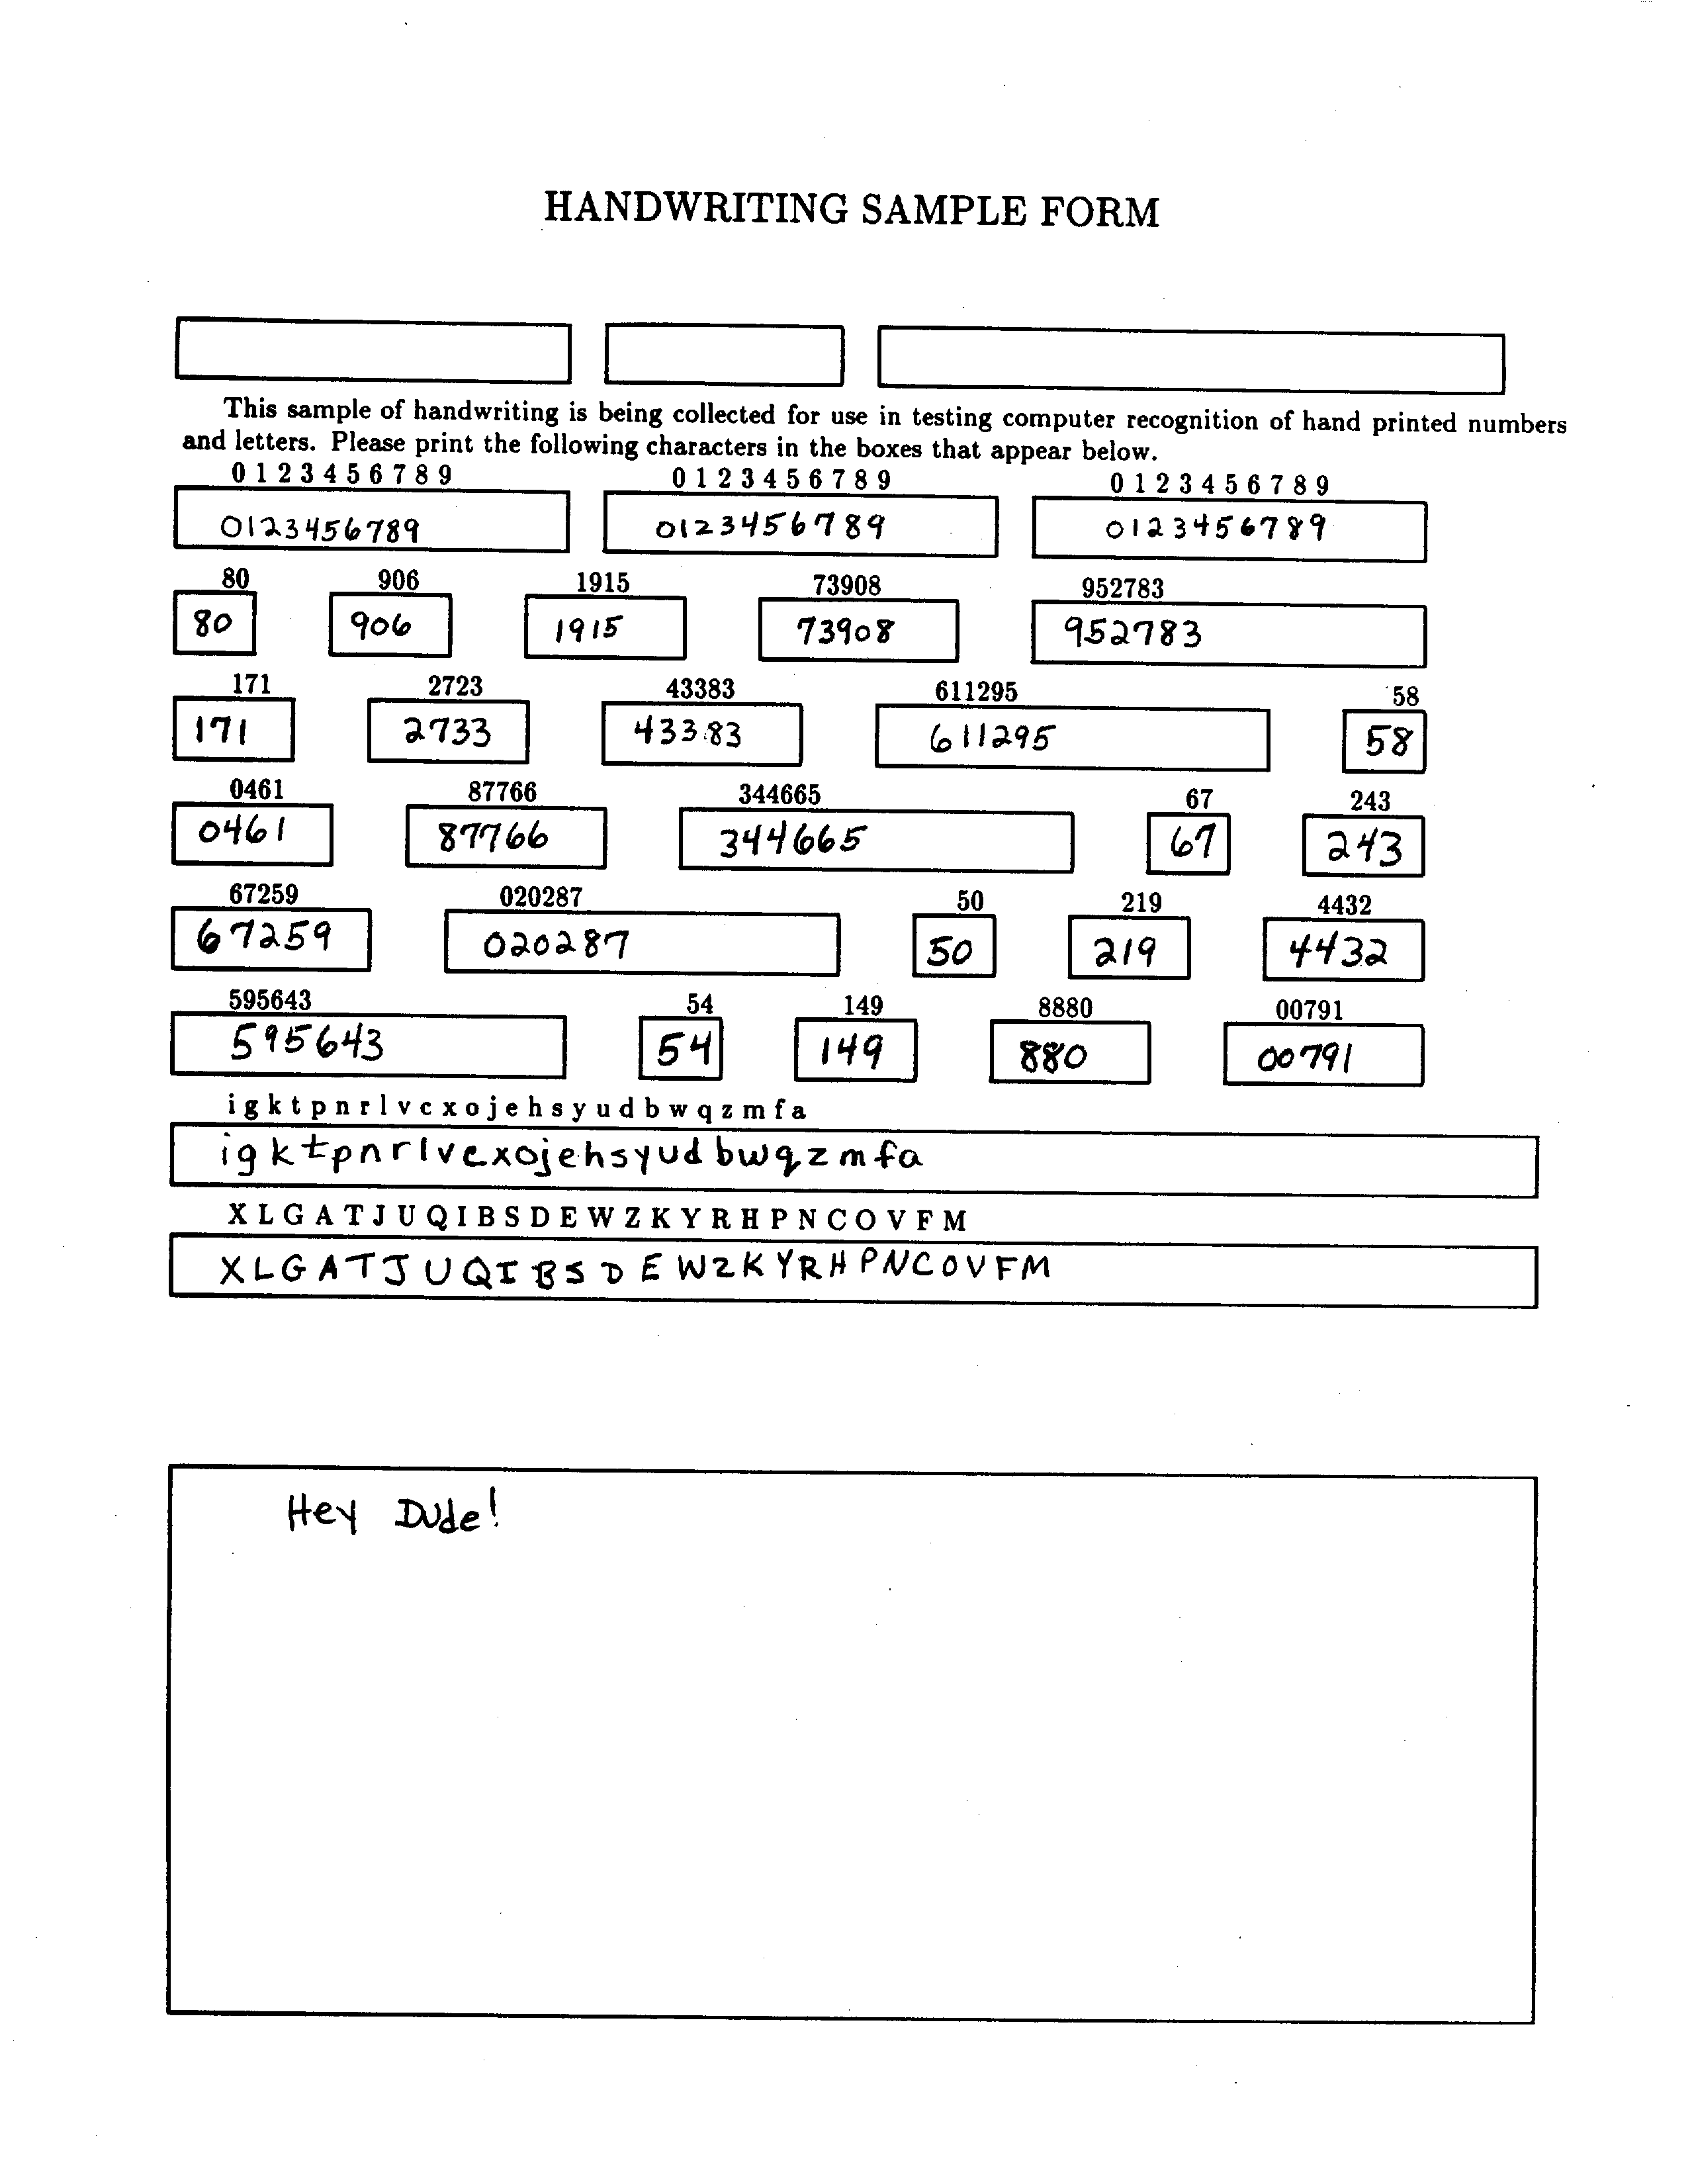 HANDWRITING SAMPLE FORM
This sample of handwriting is being collected for use in testing computer recognition of hand printed numbers
and letters. Please print the following characters in the boxes that appear below.
0 1 2 3 4 5 6 7 8 9 0 1 2 3 4 5 6 7 8 9 0 1 2 3 4 5 6 7 8 9
0123456789 0123456789 0123456789
80 906 1915 73908 952783
80 906 1915 73908 952783
171 2723 43383 611295 58
171 2733 43383 611295 58
0461 87766 344665 67 243
0461 87766 344665 67 243
67259 020287 50 219 4432
67259 020287 50 219 4432
595643 54 149 8880 00791
595643 54 149 880 00791
i g k t p n r l v c x o j e h s y u d b w q z m f a
igktpnrlvcxojehsyudbwqzmfa
X L G A T J U Q I B S D E W Z K Y R H P N C O V F M
XLGATJUQIBSDEWZKYRHPNCOVFM
Hey Dude!